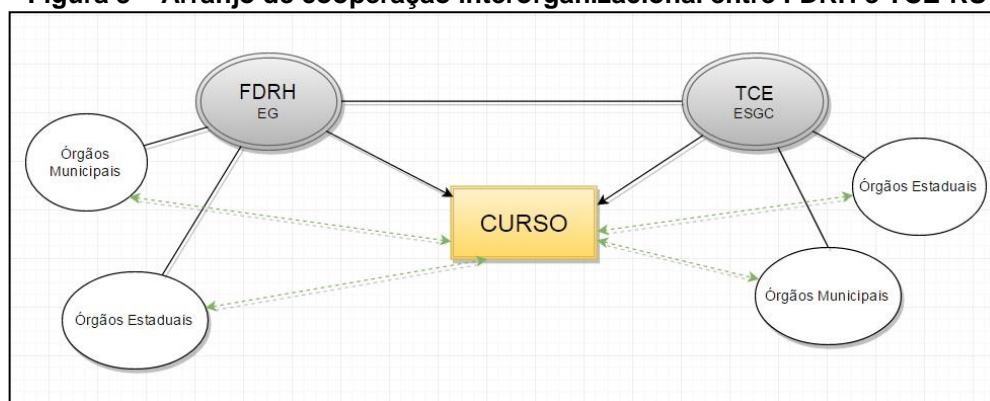 Arranjo de cooperação interorganizacional entre FDRH e TCE-RS
FDRH
EG
TCE
ESGC
Órgãos
Municipais
Órgãos Estaduais
CURSO
Órgãos Estaduais
Órgãos Municipais